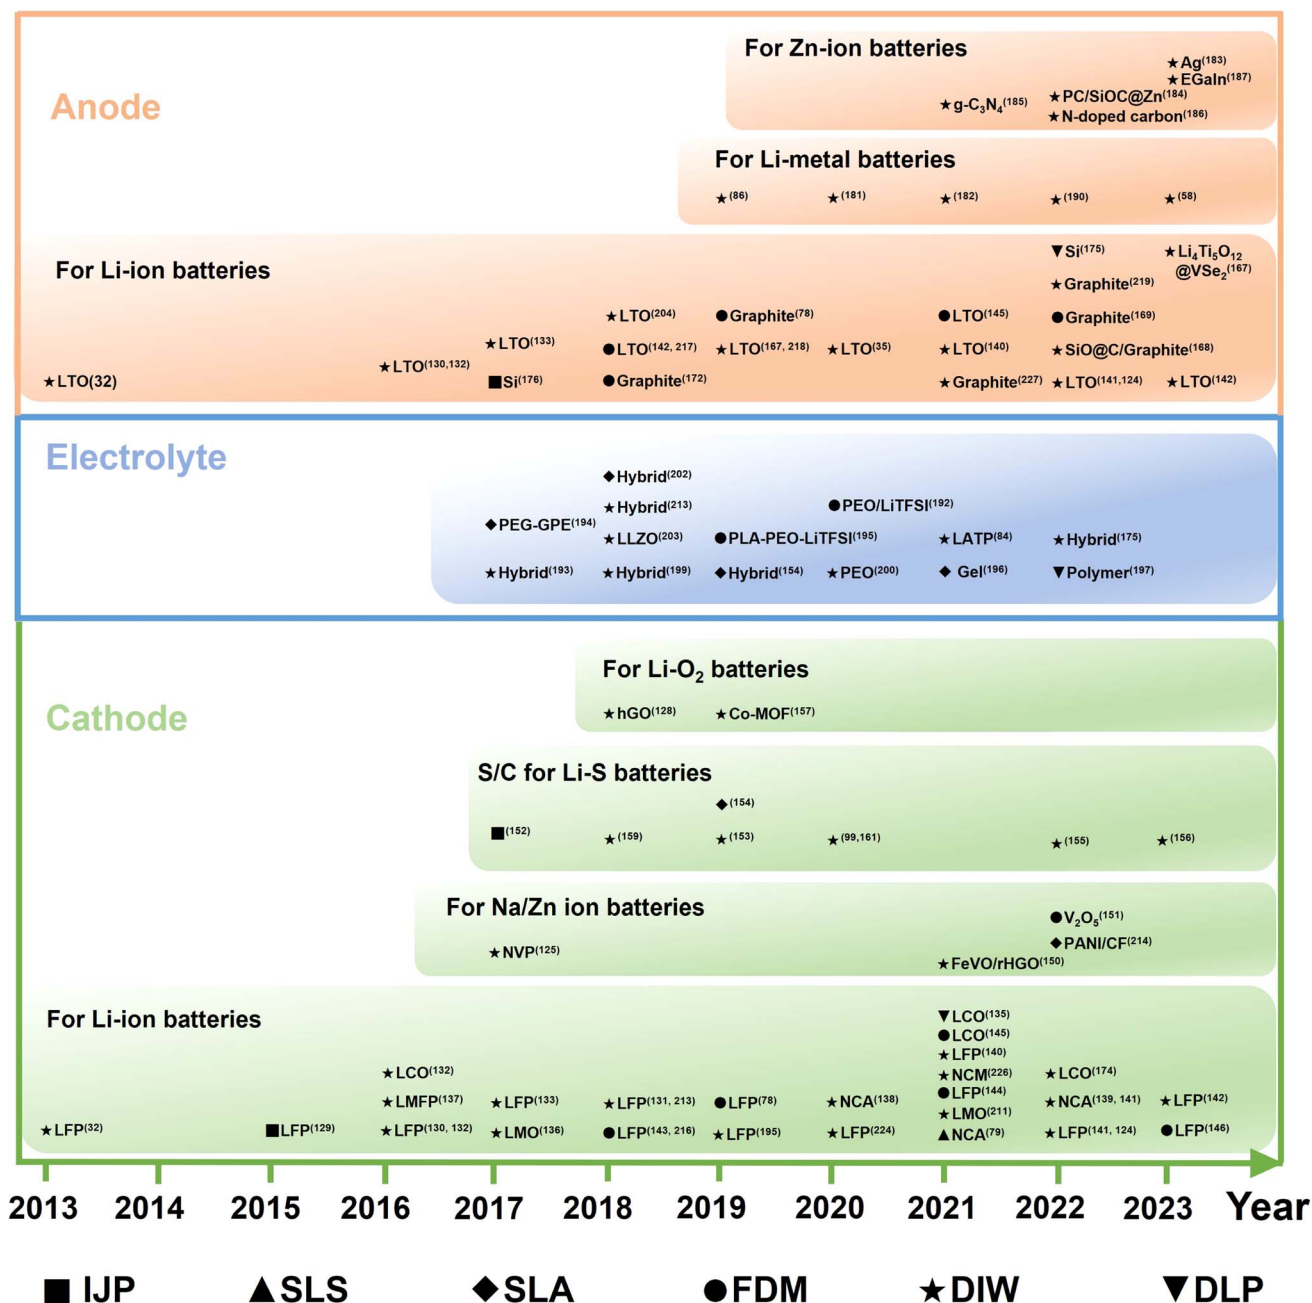 Anode
For Zn-ion batteries
★Ag(183)
★EGaIn(187)
★PC/SiOC@Zn(184)
★g-C3N4(185)
★N-doped carbon(186)
For Li-metal batteries
★(86) ★(181) ★(182) ★(190) ★(58)
For Li-ion batteries
▼Si(175) ★Li4Ti5O12
@VSe2(167)
★Graphite(219)
★LTO(204) ●Graphite(78) ●LTO(145) ●Graphite(169)
★LTO(133) ●LTO(142, 217) ★LTO(167, 218) ★LTO(35) ★LTO(140) ★SiO@C/Graphite(168)
★LTO(130,132)
★LTO(32) ■Si(176) ●Graphite(172) ★Graphite(227) ★LTO(141,124) ★LTO(142)
Electrolyte
◆Hybrid(202)
★Hybrid(213) ●PEO/LiTFSI(192)
◆PEG-GPE(194)
★LLZO(203) ●PLA-PEO-LiTFSI(195) ★LATP(84) ★Hybrid(175)
★Hybrid(193) ★Hybrid(199) ◆Hybrid(154) ★PEO(200) ◆Gel(196) ▼Polymer(197)
Cathode
For Li-O2 batteries
★hGO(128) ★Co-MOF(157)
S/C for Li-S batteries
◆(154)
■(152) ★(159) ★(153) ★(99,161) ★(155) ★(156)
For Na/Zn ion batteries
●V2O5(151)
◆PANI/CF(214)
★NVP(125)
★FeVO/rHGO(150)
For Li-ion batteries
▼LCO(135)
●LCO(145)
★LFP(140)
★LCO(132) ★NCM(226) ★LCO(174)
●LFP(144)
★LMFP(137) ★LFP(133) ★LFP(131, 213) ●LFP(78) ★NCA(138) ★NCA(139, 141) ★LFP(142)
★LMO(211)
★LFP(32) ■LFP(129) ★LFP(130, 132) ★LMO(136) ●LFP(143, 216) ★LFP(195) ★LFP(224) ▲NCA(79) ★LFP(141, 124) ●LFP(146)
2013 2014 2015 2016 2017 2018 2019 2020 2021 2022 2023 Year
■ IJP ▲SLS ◆SLA ●FDM ★DIW ▼DLP